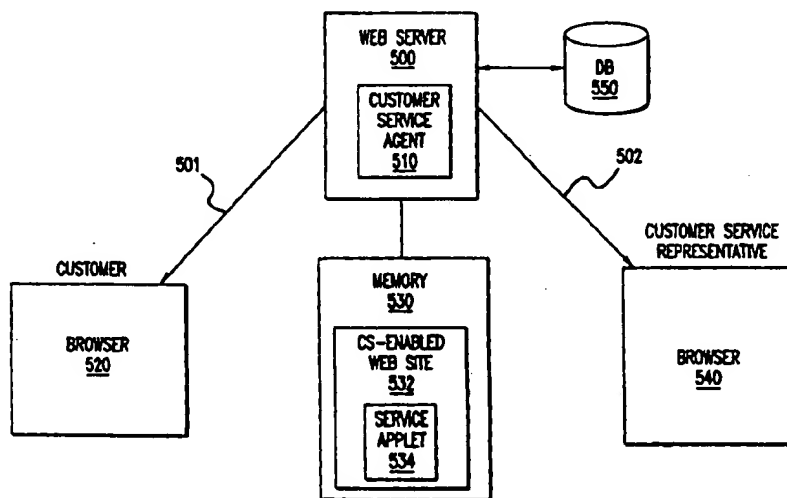 WEB SERVER
500
CUSTOMER
SERVICE
AGENT
510
DB
550
501
502
CUSTOMER
BROWSER
520
MEMORY
530
CS-ENABLED
WEB SITE
532
SERVICE
APPLET
534
CUSTOMER SERVICE
REPRESENTATIVE
BROWSER
540